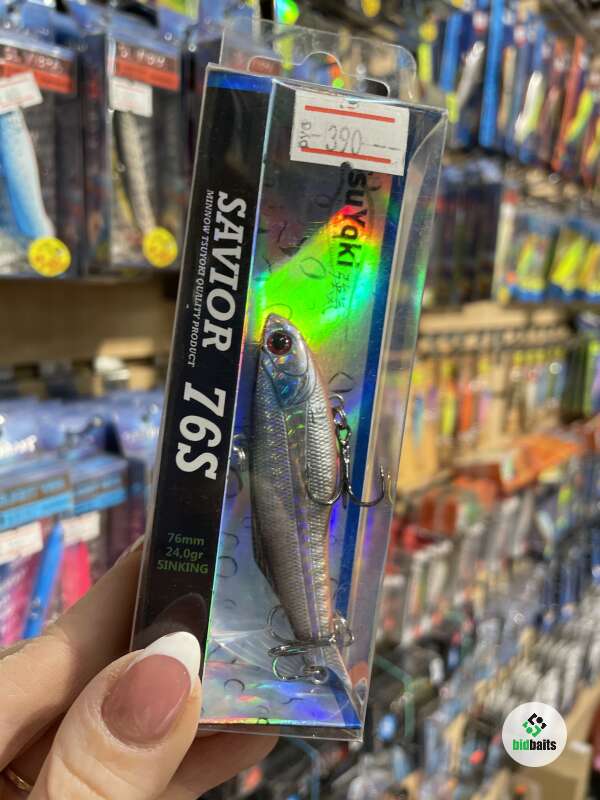 390
tsuyoki
SAVIOR 76S
MINNOW TSUYOKI QUALITY PRODUCT
76mm
24,0gr
SINKING
bidbaits